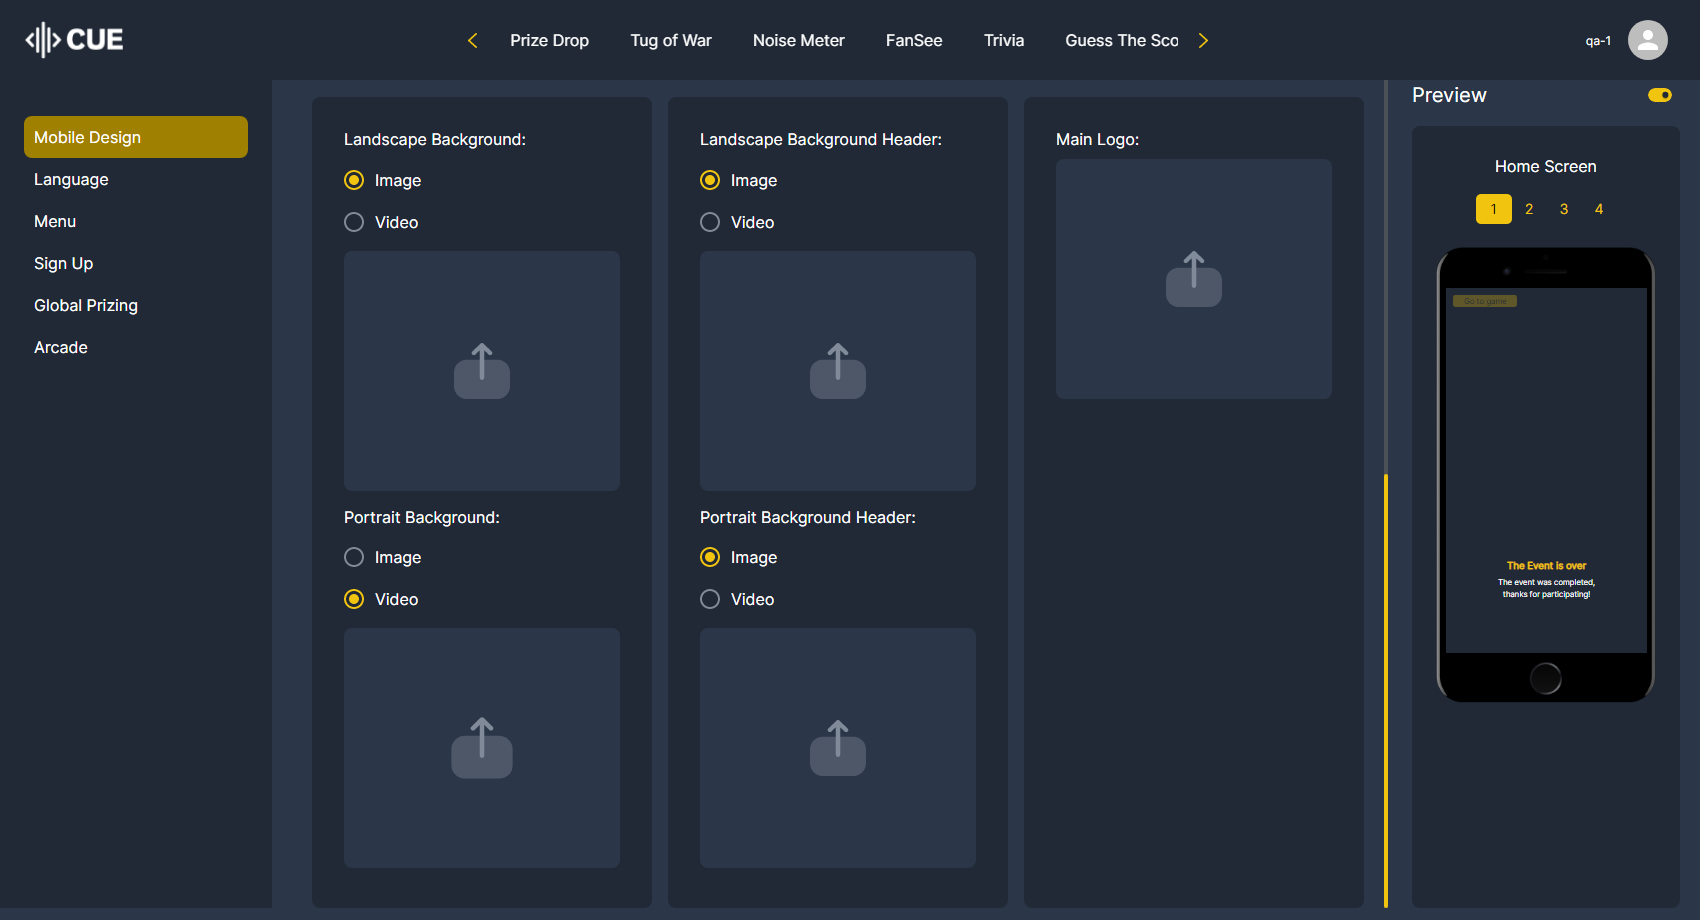 CUE
Prize Drop
Tug of War
Noise Meter
FanSee
Trivia
Guess The Sco
qa-1
Mobile Design
Language
Menu
Sign Up
Global Prizing
Arcade
Landscape Background:
Image
Video
Portrait Background:
Image
Video
Landscape Background Header:
Image
Video
Portrait Background Header:
Image
Video
Main Logo:
Preview
Home Screen
1 2 3 4
Go to game
The Event is over
The event was completed,
thanks for participating!